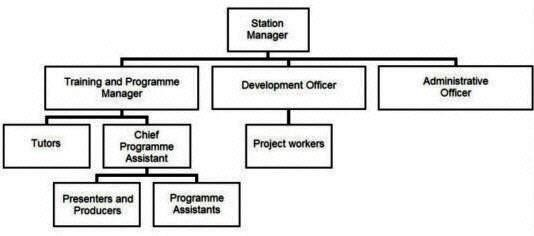 Station
Manager
Training and Programme
Manager
Development Officer
Administrative
Officer
Tutors
Chief
Programme
Assistant
Project workers
Presenters and
Producers
Programme
Assistants